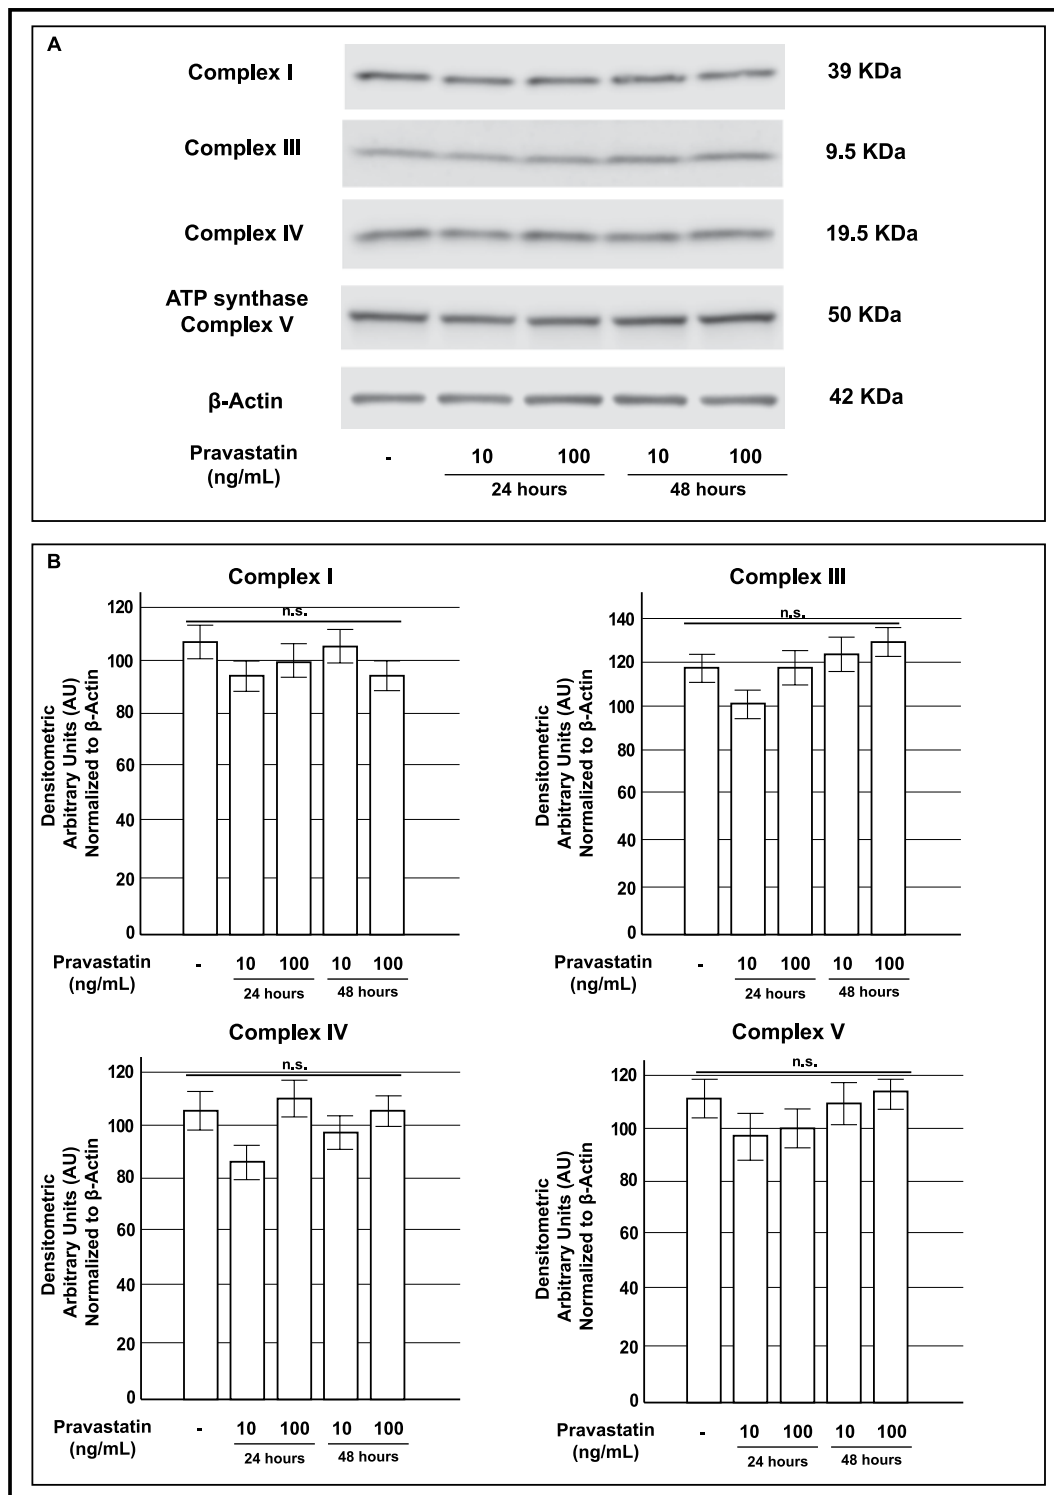 A
Complex I 39 KDa
Complex III 9.5 KDa
Complex IV 19.5 KDa
ATP synthase
Complex V 50 KDa
β-Actin 42 KDa
Pravastatin
(ng/mL) - 10 100 10 100
24 hours 48 hours
B
Complex I
n.s.
120
100
80
60
40
20
0
Densitometric
Arbitrary Units (AU)
Normalized to β-Actin
Pravastatin
(ng/mL) - 10 100 10 100
24 hours 48 hours
Complex III
n.s.
140
120
100
80
60
40
20
0
Densitometric
Arbitrary Units (AU)
Normalized to β-Actin
Pravastatin
(ng/mL) - 10 100 10 100
24 hours 48 hours
Complex IV
n.s.
120
100
80
60
40
20
0
Densitometric
Arbitrary Units (AU)
Normalized to β-Actin
Pravastatin
(ng/mL) - 10 100 10 100
24 hours 48 hours
Complex V
n.s.
120
100
80
60
40
20
0
Densitometric
Arbitrary Units (AU)
Normalized to β-Actin
Pravastatin
(ng/mL) - 10 100 10 100
24 hours 48 hours